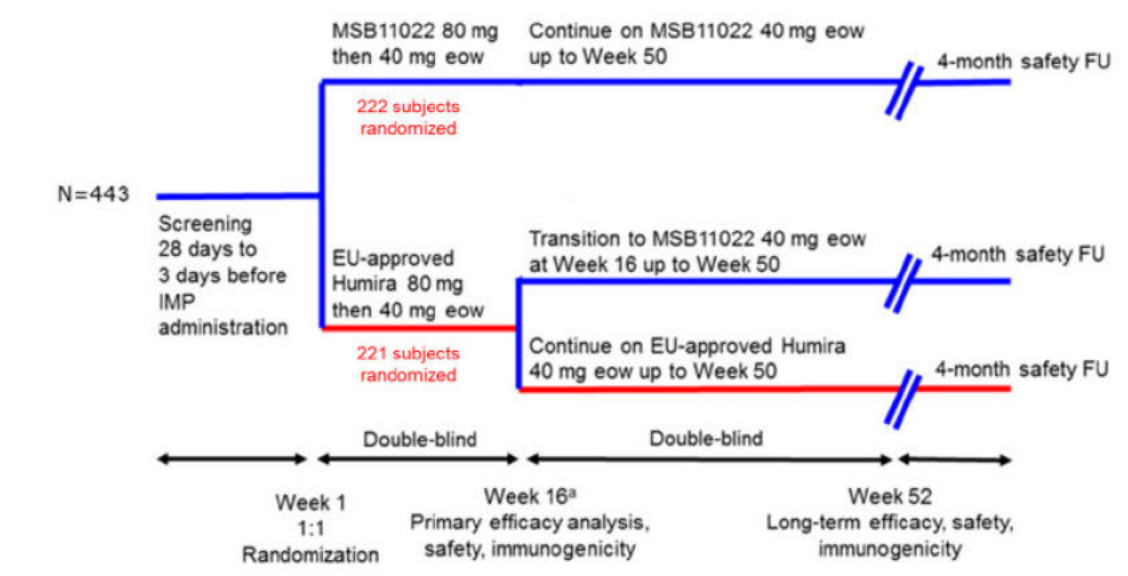 MSB11022 80 mg
then 40 mg eow
Continue on MSB11022 40 mg eow
up to Week 50
4-month safety FU
222 subjects
randomized
N=443
Screening
28 days to
3 days before
IMP
administration
EU-approved
Humira 80 mg
then 40 mg eow
221 subjects
randomized
Transition to MSB11022 40 mg eow
at Week 16 up to Week 50
4-month safety FU
Continue on EU-approved Humira
40 mg eow up to Week 50
4-month safety FU
Double-blind
Double-blind
Week 1
1:1
Randomization
Week 16ª
Primary efficacy analysis,
safety, immunogenicity
Week 52
Long-term efficacy, safety,
immunogenicity